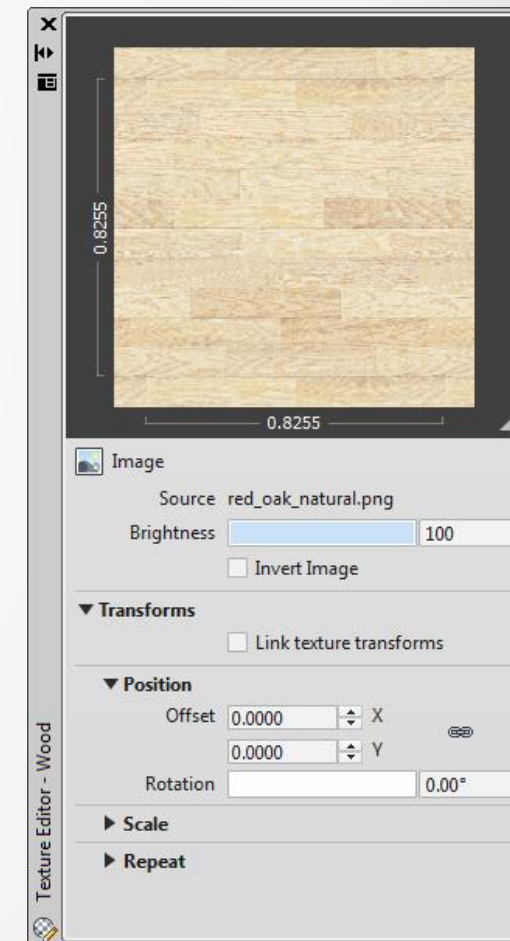 0.8255
0.8255
Image
Source red_oak_natural.png
Brightness 100
Invert Image
Transforms
Link texture transforms
Position
Offset 0.0000 X
0.0000 Y
Rotation 0.00°
Scale
Repeat
Texture Editor - Wood